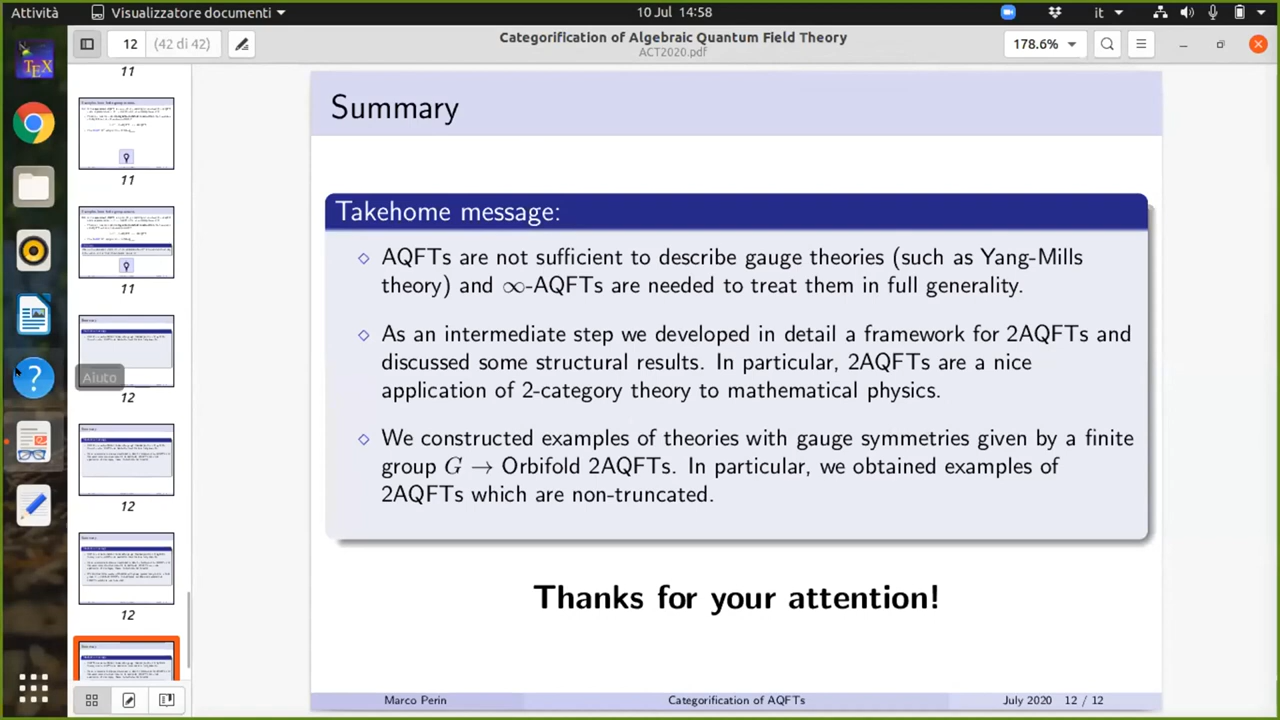 Attività
Visualizzatore documenti
10 Jul 14:58
it
12
(42 di 42)
Categorification of Algebraic Quantum Field Theory
ACT2020.pdf
178.6%
11
11
11
12
12
12
TEX
Aiuto
Summary
Takehome message:
◇ AQFTs are not sufficient to describe gauge theories (such as Yang-Mills
theory) and ∞-AQFTs are needed to treat them in full generality.
◇ As an intermediate step we developed in detail a framework for 2AQFTs and
discussed some structural results. In particular, 2AQFTs are a nice
application of 2-category theory to mathematical physics.
◇ We constructed examples of theories with gauge symmetries given by a finite
group G → Orbifold 2AQFTs. In particular, we obtained examples of
2AQFTs which are non-truncated.
Thanks for your attention!
Marco Perin
Categorification of AQFTs
July 2020 12 / 12